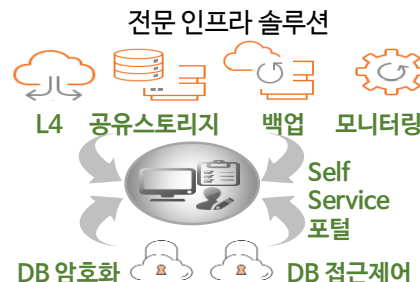 전문 인프라 솔루션
L4 공유스토리지 백업 모니터링
Self
Service
포털
DB 암호화 DB 접근제어